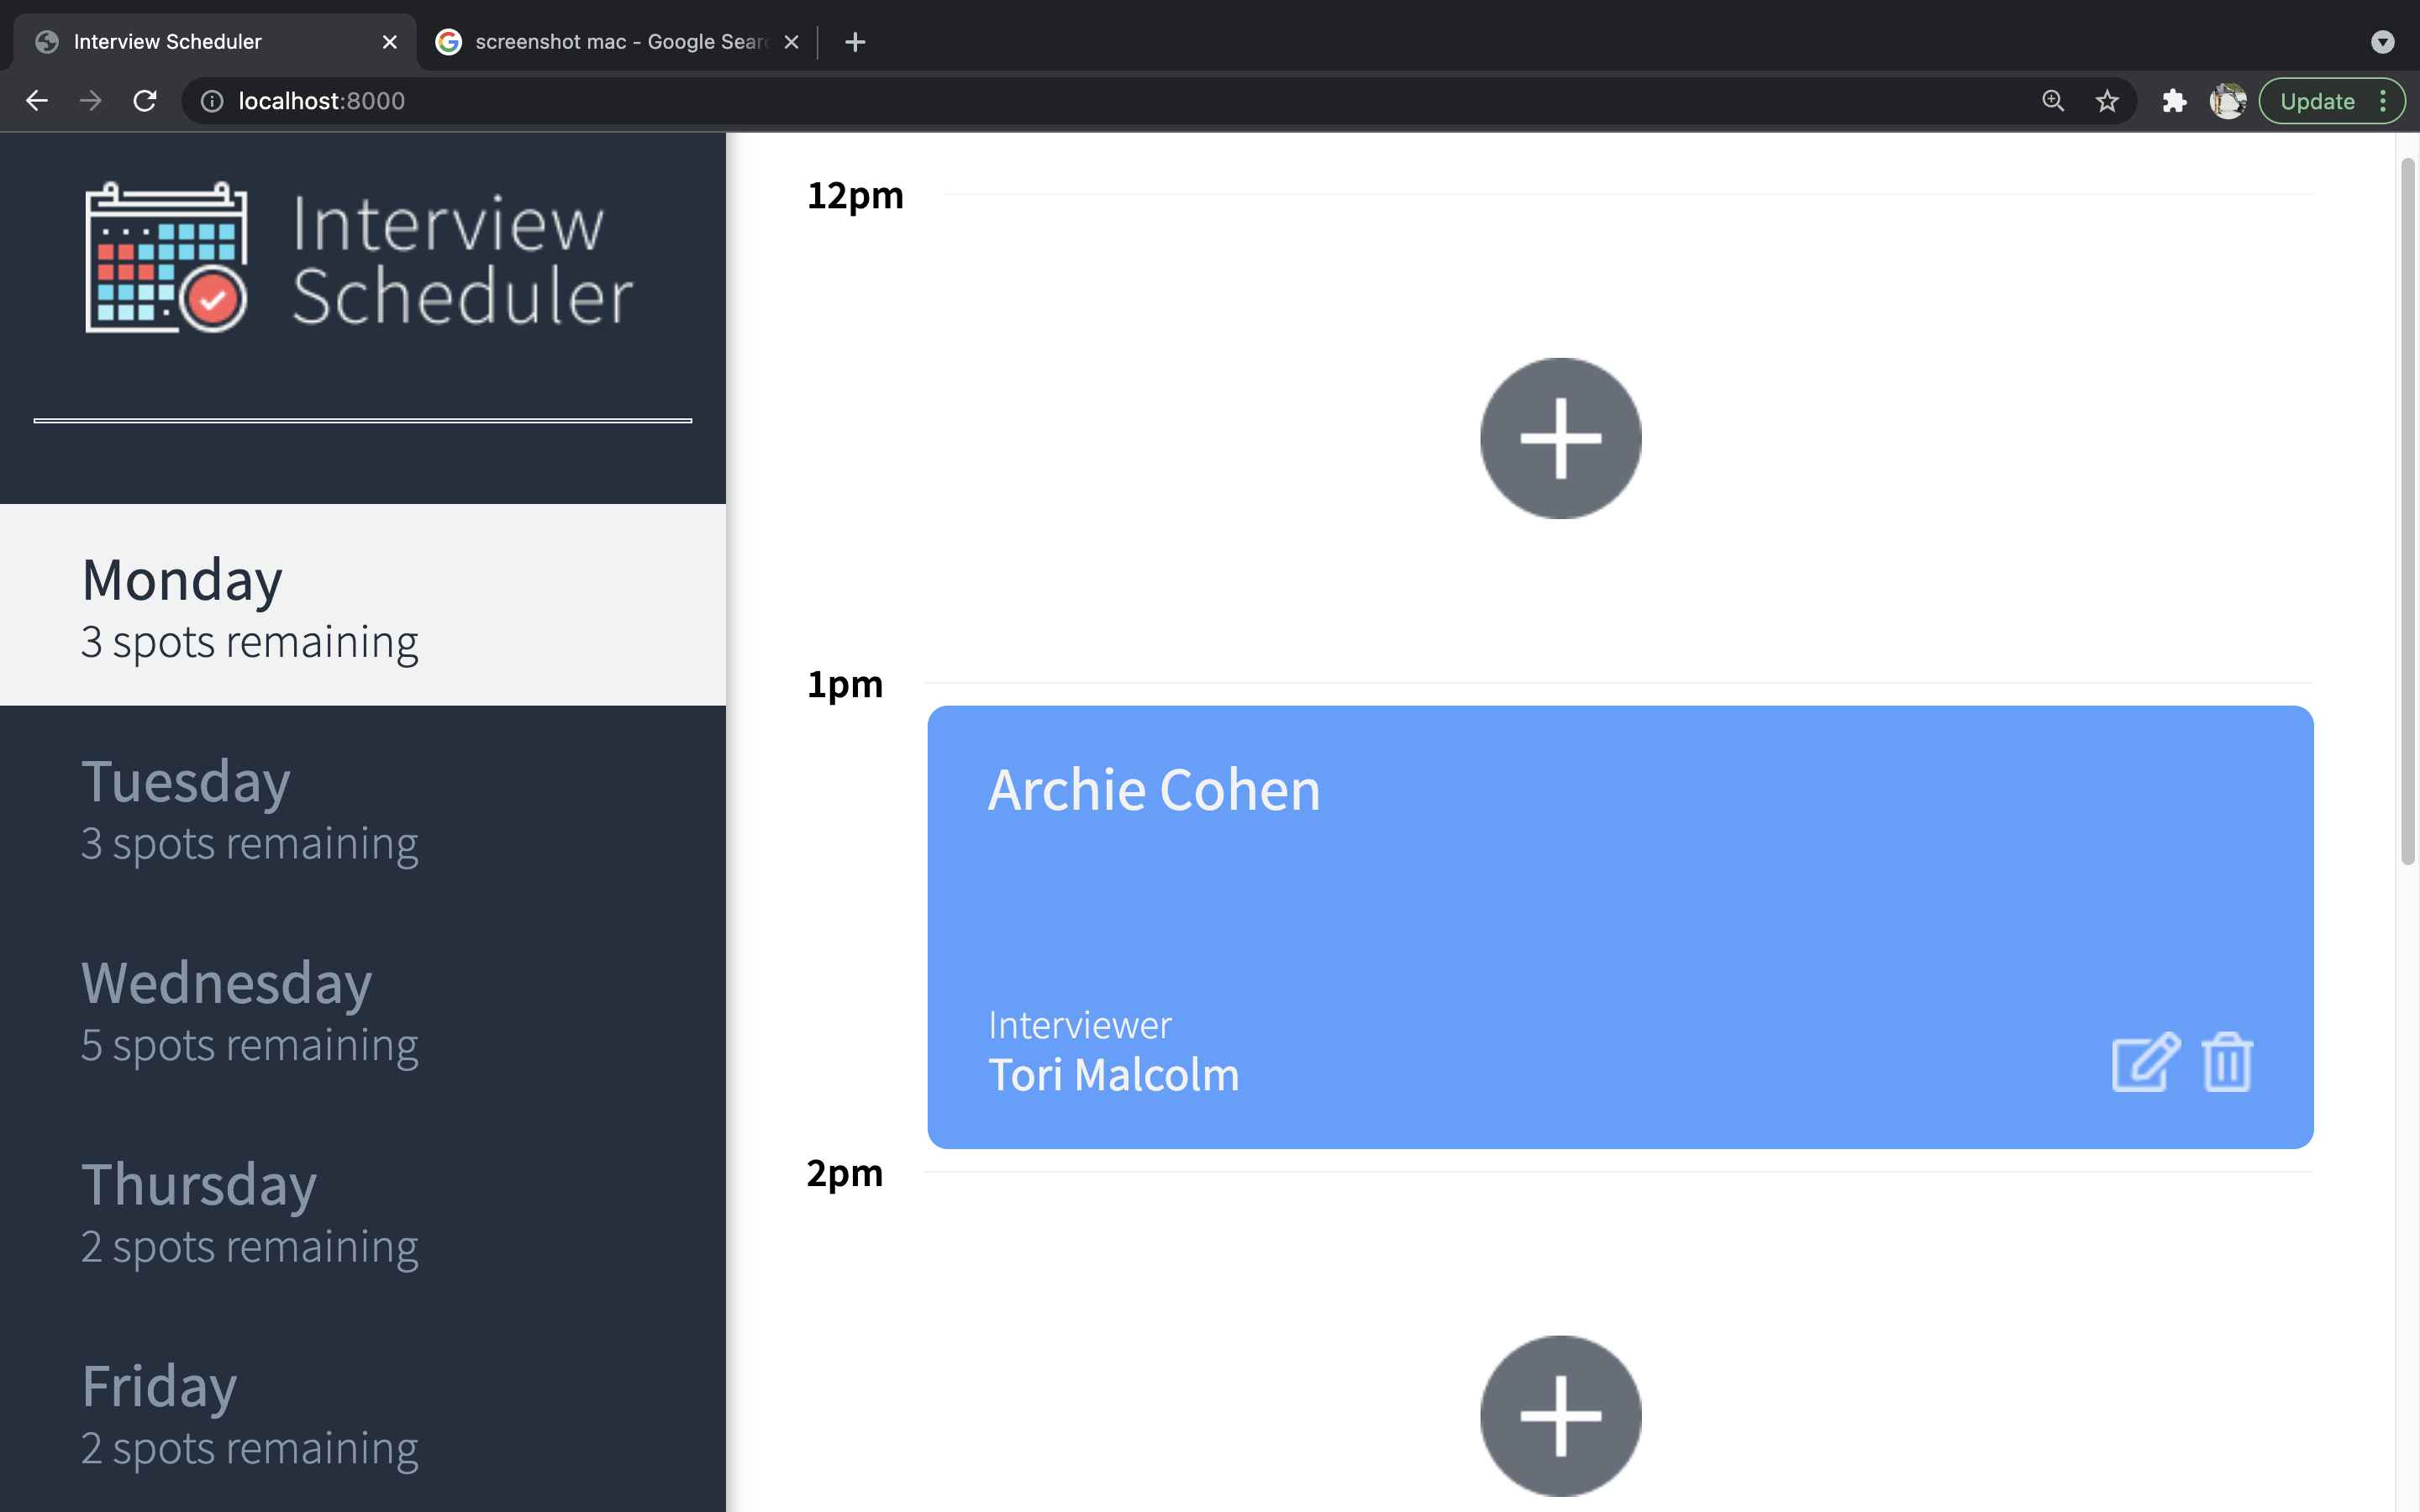 Interview Scheduler
screenshot mac - Google Sear
localhost:8000
Update
Interview
Scheduler
Monday
3 spots remaining
Tuesday
3 spots remaining
Wednesday
5 spots remaining
Thursday
2 spots remaining
Friday
2 spots remaining
12pm
1pm
Archie Cohen
Interviewer
Tori Malcolm
2pm